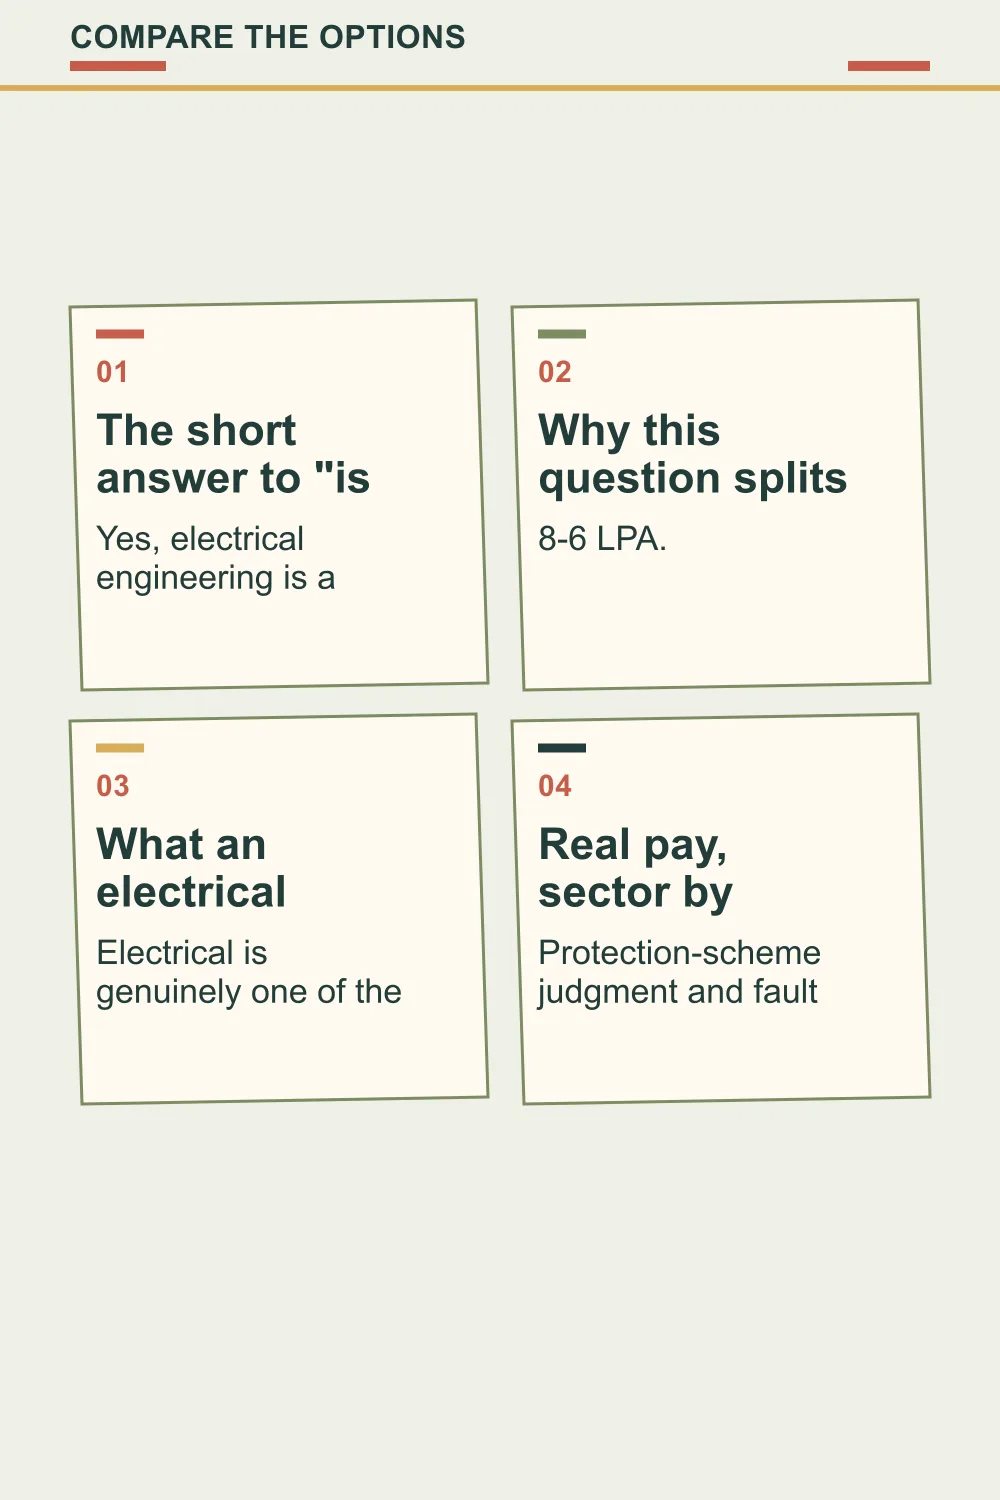 COMPARE THE OPTIONS
01
The short
answer to "is
Yes, electrical
engineering is a
02
Why this
question splits
8-6 LPA.
03
What an
electrical
Electrical is
genuinely one of the
04
Real pay,
sector by
Protection-scheme
judgment and fault